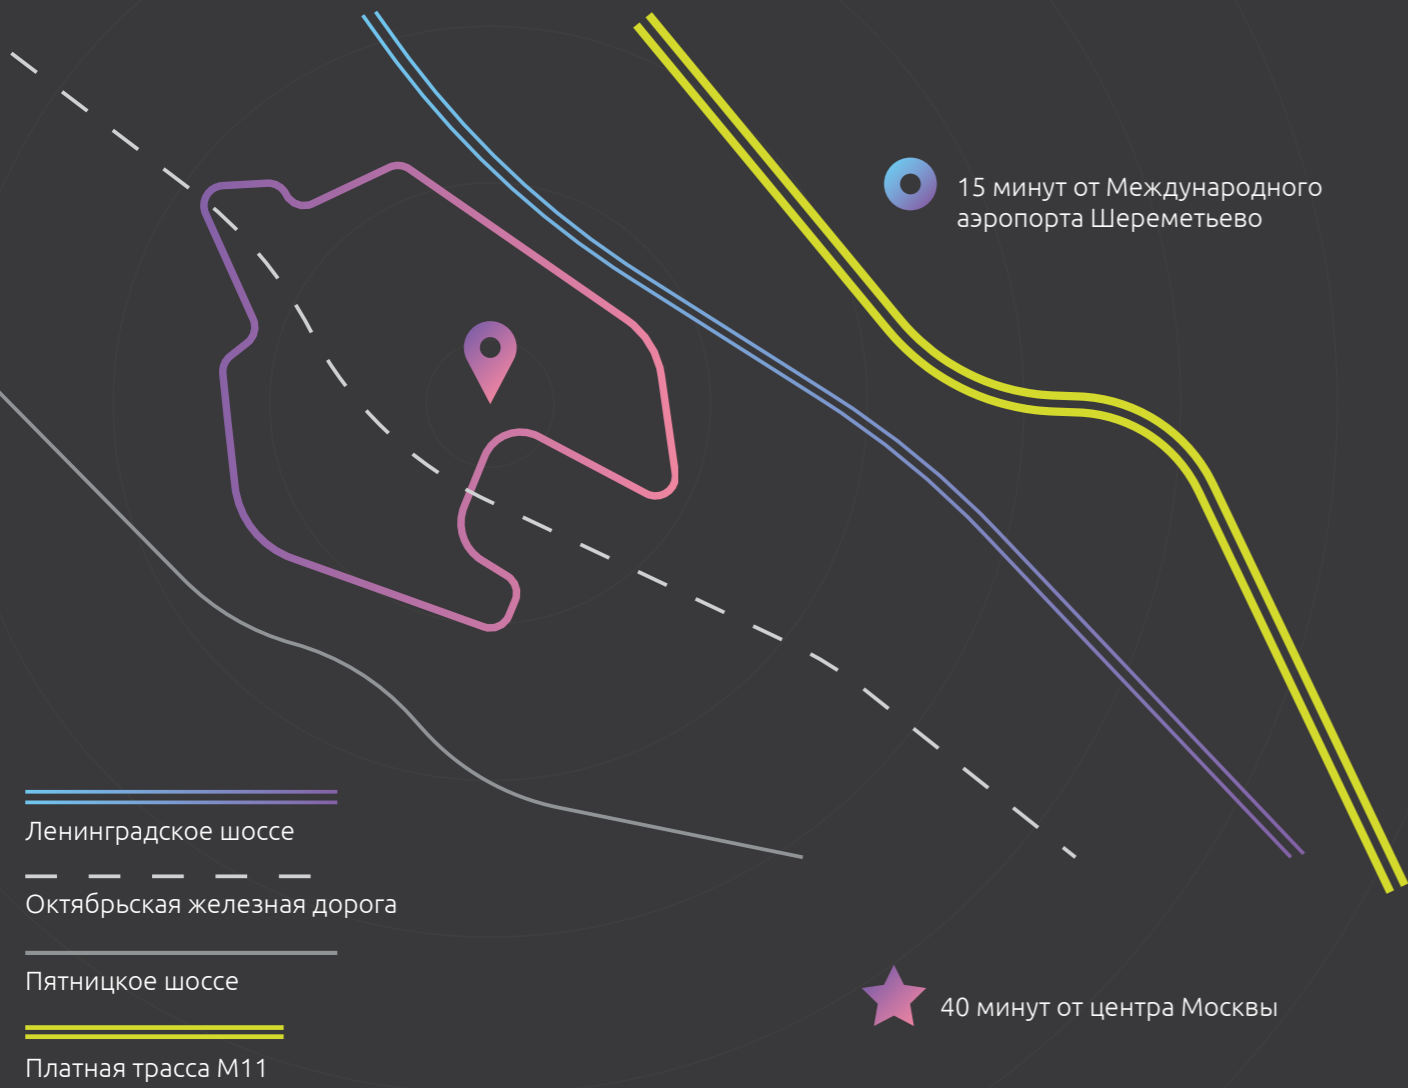 15 минут от Международного
аэропорта Шереметьево
Ленинградское шоссе
Октябрьская железная дорога
Пятницкое шоссе
Платная трасса М11
40 минут от центра Москвы